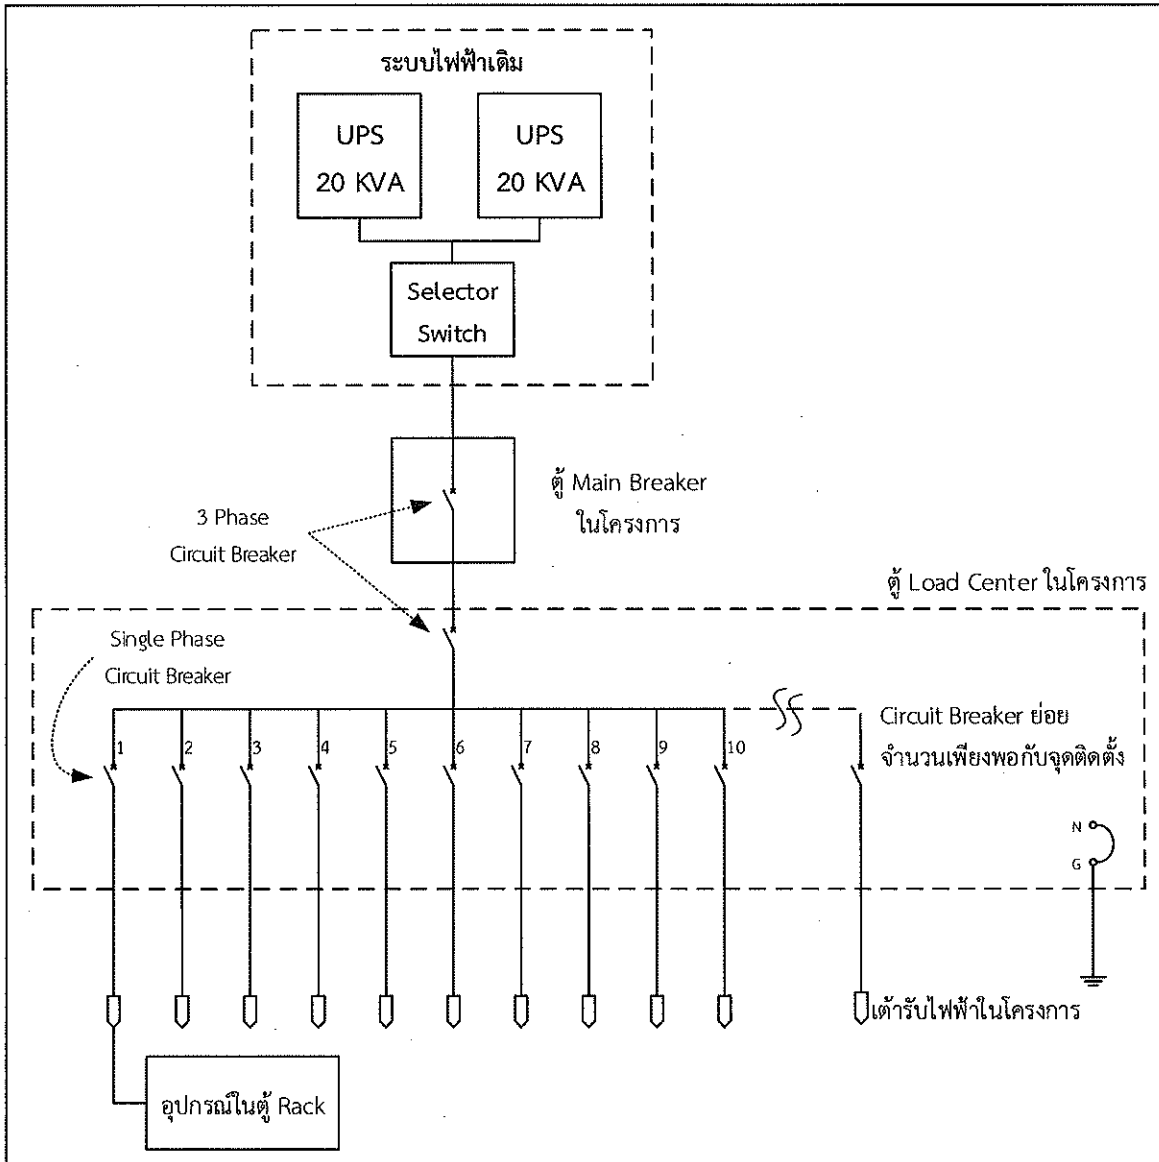 ระบบไฟฟ้าเดิม
UPS
20 KVA
UPS
20 KVA
Selector
Switch
ตู้ Main Breaker
ในโครงการ
3 Phase
Circuit Breaker
ตู้ Load Center ในโครงการ
Single Phase
Circuit Breaker
Circuit Breaker ย่อย
จำนวนเพียงพอกับจุดติดตั้ง
1
2
3
4
5
6
7
8
9
10
N
G
เต้ารับไฟฟ้าในโครงการ
อุปกรณ์ในตู้ Rack